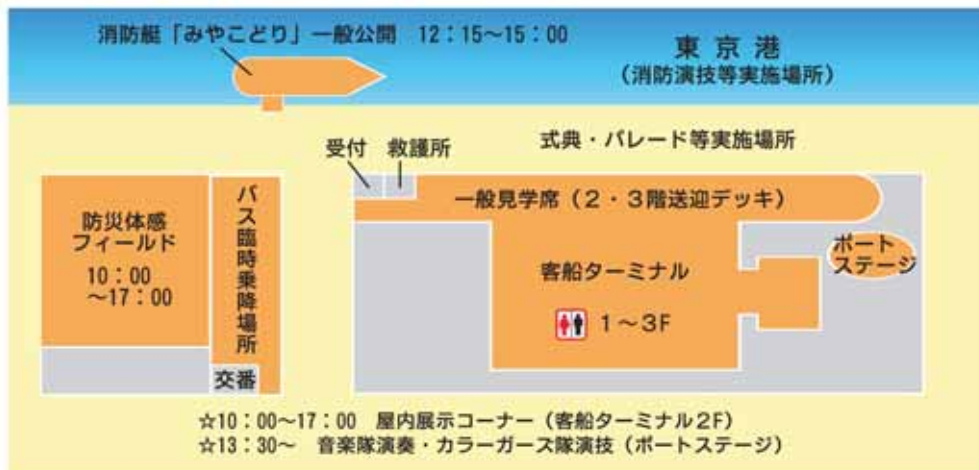 消防艇「みやこどり」一般公開 12:15~15:00
東京港
(消防演技等実施場所)
式典・パレード等実施場所
受付 救護所
一般見学席(2・3階送迎デッキ)
防災体感
フィールド
10:00
~17:00
バス臨時乗降場所
交番
客船ターミナル
1~3F
ポート
ステージ
☆10:00~17:00 屋内展示コーナー(客船ターミナル2F)
☆13:30~ 音楽隊演奏・カラーガーズ隊演技(ポートステージ)